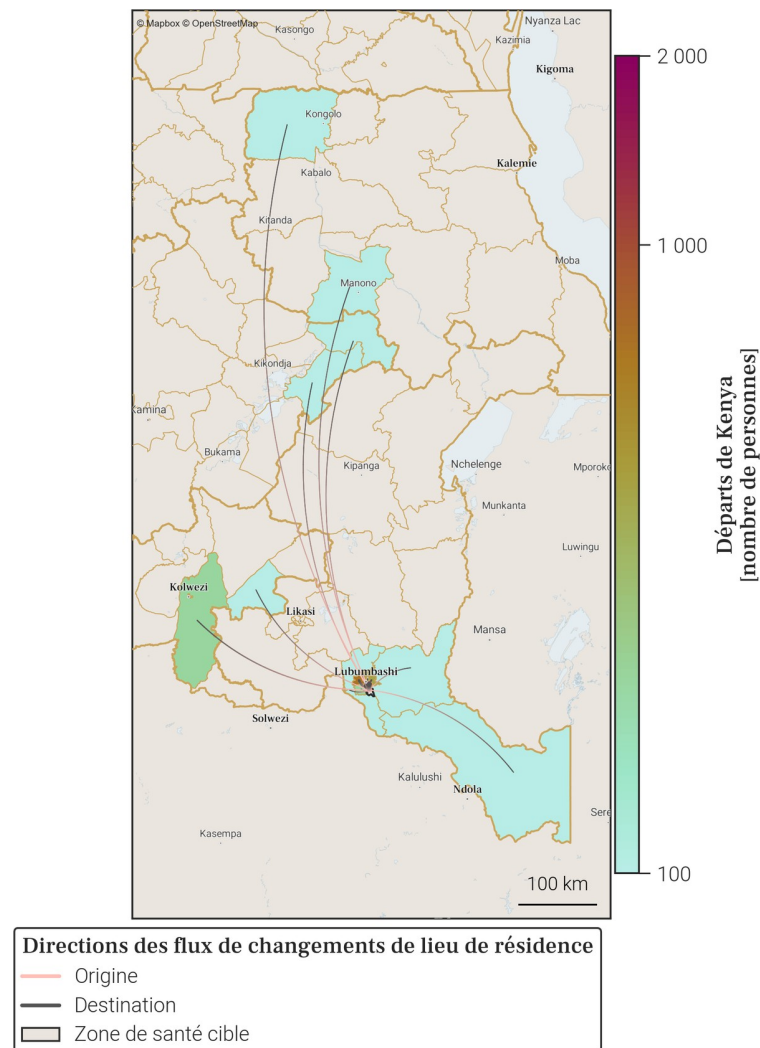 © Mapbox © OpenStreetMap
Kasongo
Nyanza Lac
Kazimia
Kigoma
Kongolo
Kalemie
Kabalo
Kitanda
Moba
Manono
Kikondja
Kamina
Bukama
Kipanga
Nchelenge
Mporoko
Munkanta
Luwingu
Kolwezi
Likasi
Mansa
Lubumbashi
Solwezi
Kalulushi
Ndola
Sere
Kasempa
100 km
2 000
1 000
100
Départs de Kenya
[nombre de personnes]
Directions des flux de changements de lieu de résidence
Origine
Destination
Zone de santé cible